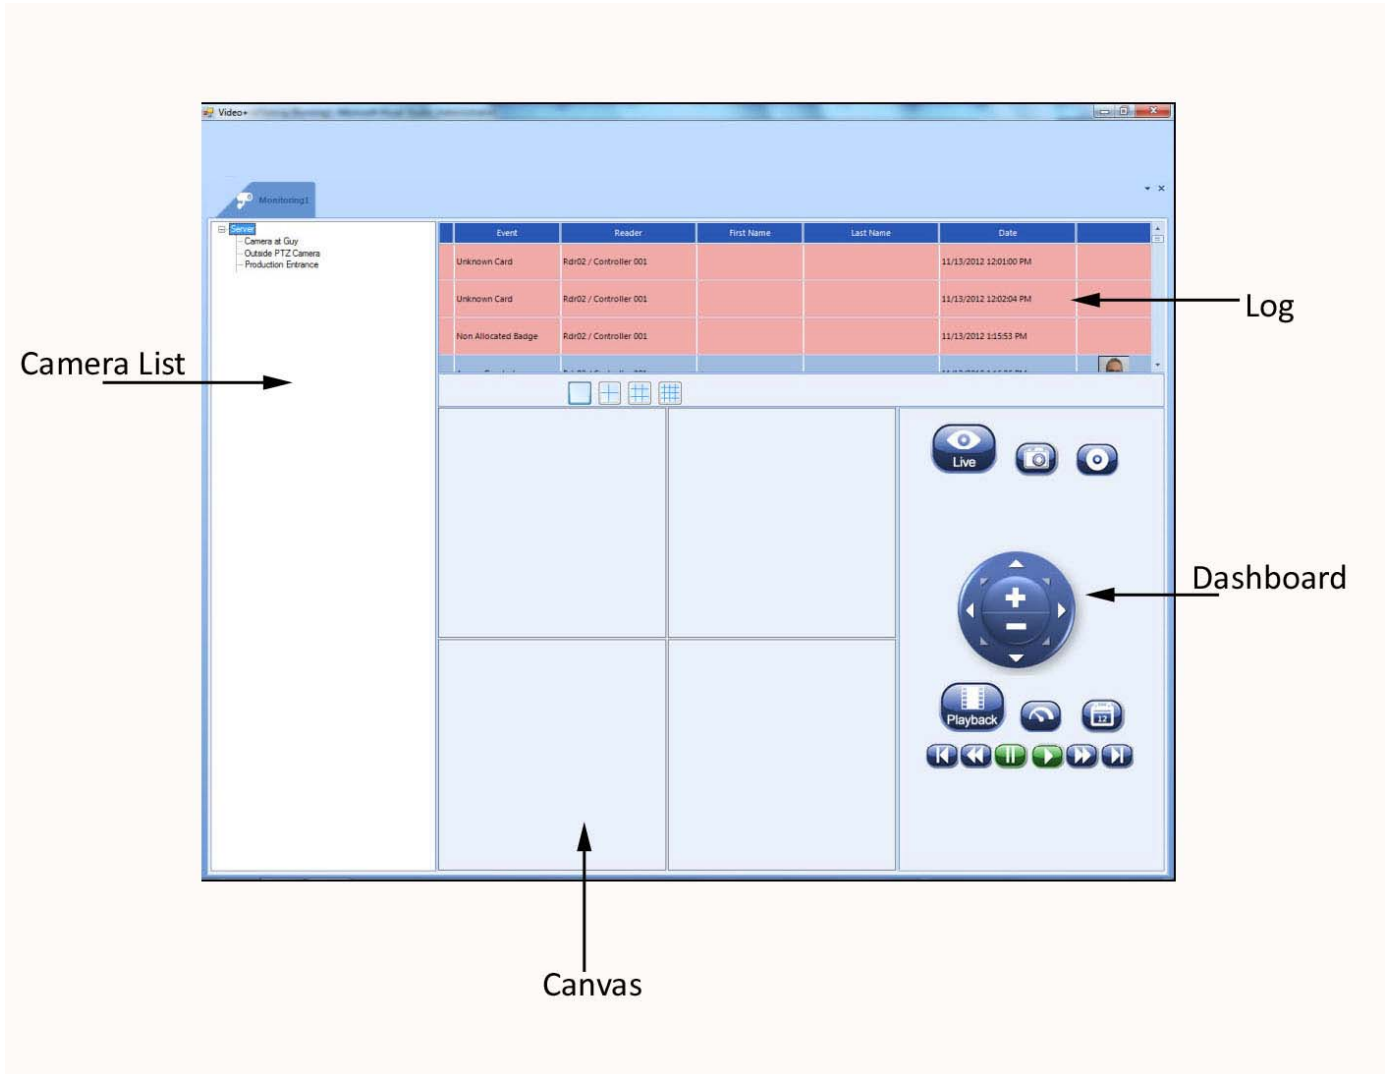 Video+
Monitoring1
Server
Camera at Guy
Outside PTZ Camera
Production Entrance
Event Reader First Name Last Name Date
Unknown Card Rdr02 / Controller 001 11/13/2012 12:01:00 PM
Unknown Card Rdr02 / Controller 001 11/13/2012 12:02:04 PM
Non Allocated Badge Rdr02 / Controller 001 11/13/2012 1:15:53 PM
Log
Camera List
Live
Dashboard
12
Playback
Canvas